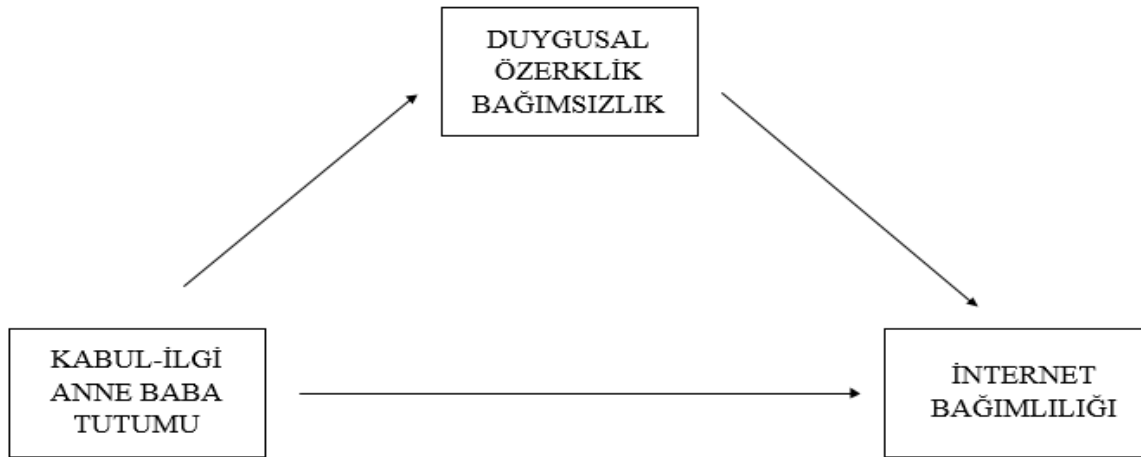 DUYGUSAL
ÖZERKLİK
BAĞIMSIZLIK
KABUL-İLGİ
ANNE BABA
TUTUMU
İNTERNET
BAĞIMLILIĞI